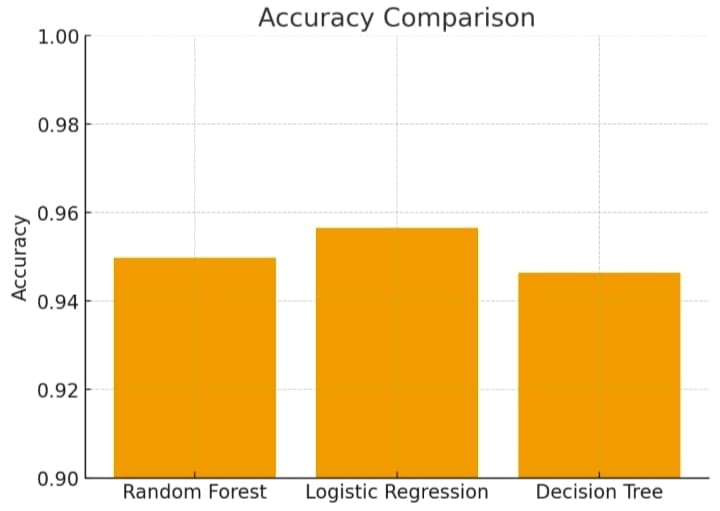 Accuracy Comparison
1.00
0.98
0.96
0.94
0.92
0.90
Accuracy
Random Forest Logistic Regression Decision Tree